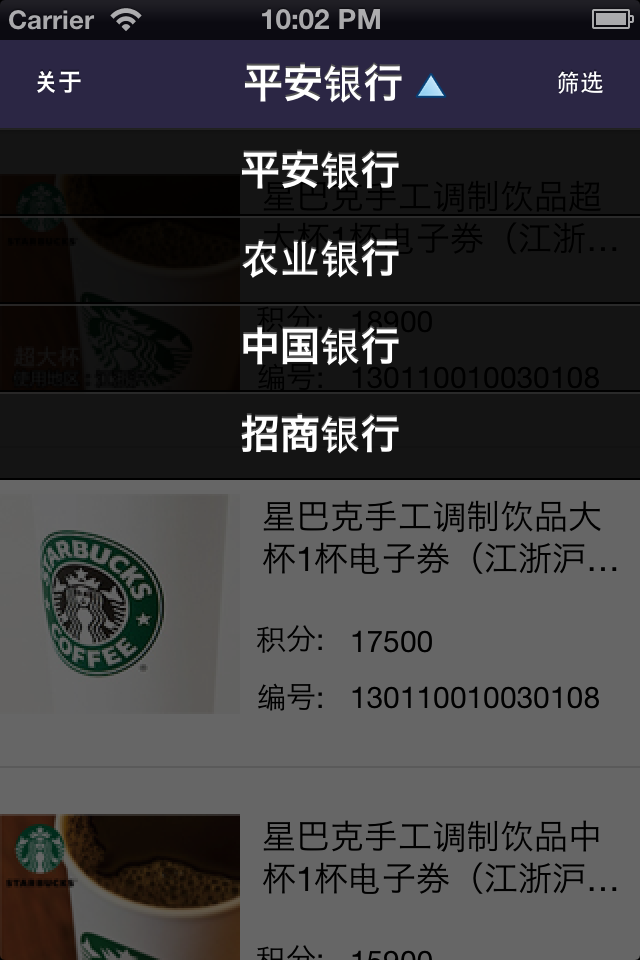 Carrier 10:02 PM
关于 平安银行 筛选
平安银行
农业银行
中国银行
招商银行
星巴克手工调制饮品超
大杯1杯电子券（江浙…
积分: 18900
编号: 130110010030108
STARBUCKS
超大杯
使用地区
星巴克手工调制饮品大
杯1杯电子券（江浙沪…
积分: 17500
编号: 130110010030108
STARBUCKS
COFFEE
星巴克手工调制饮品中
杯1杯电子券（江浙沪…
STARBUCKS
积分: 15900